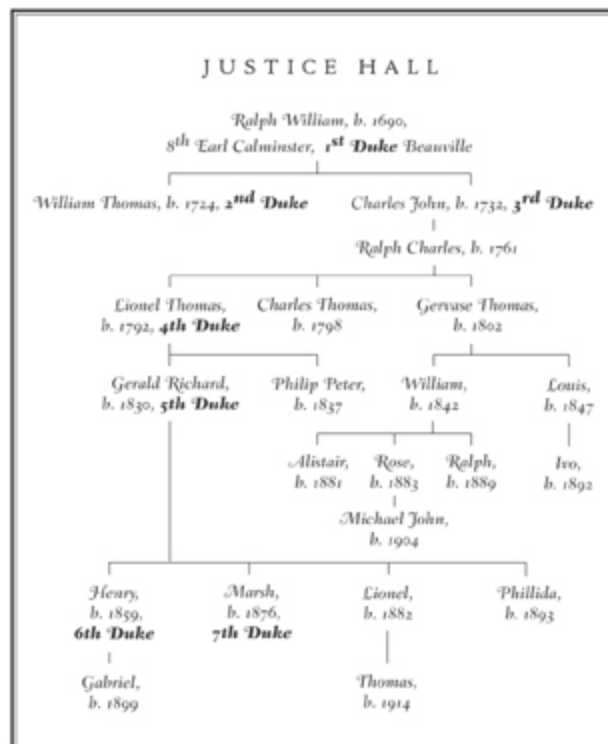 JUSTICE HALL
Ralph William, b. 1690,
8th Earl Calminster, 1st Duke Beauville
William Thomas, b. 1724, 2nd Duke
Charles John, b. 1732, 3rd Duke
Ralph Charles, b. 1761
Lionel Thomas,
b. 1792, 4th Duke
Charles Thomas,
b. 1798
Gervase Thomas,
b. 1802
Gerald Richard,
b. 1830, 5th Duke
Philip Peter,
b. 1837
William,
b. 1842
Louis,
b. 1847
Alistair,
b. 1881
Rose,
b. 1883
Ralph,
b. 1889
Ivo,
b. 1892
Michael John,
b. 1904
Henry,
b. 1859,
6th Duke
Marsh,
b. 1876,
7th Duke
Lionel,
b. 1882
Phillida,
b. 1893
Gabriel,
b. 1899
Thomas,
b. 1914